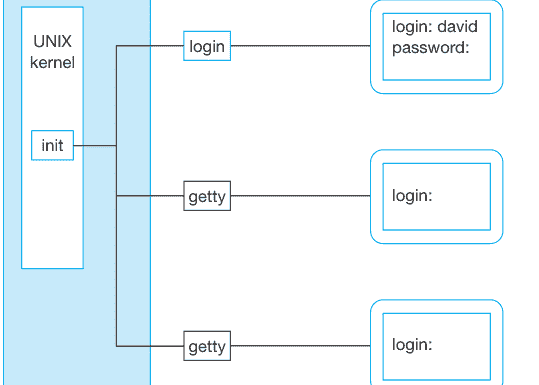 UNIX
kernel
init
login
login: david
password:
getty
login:
getty
login: